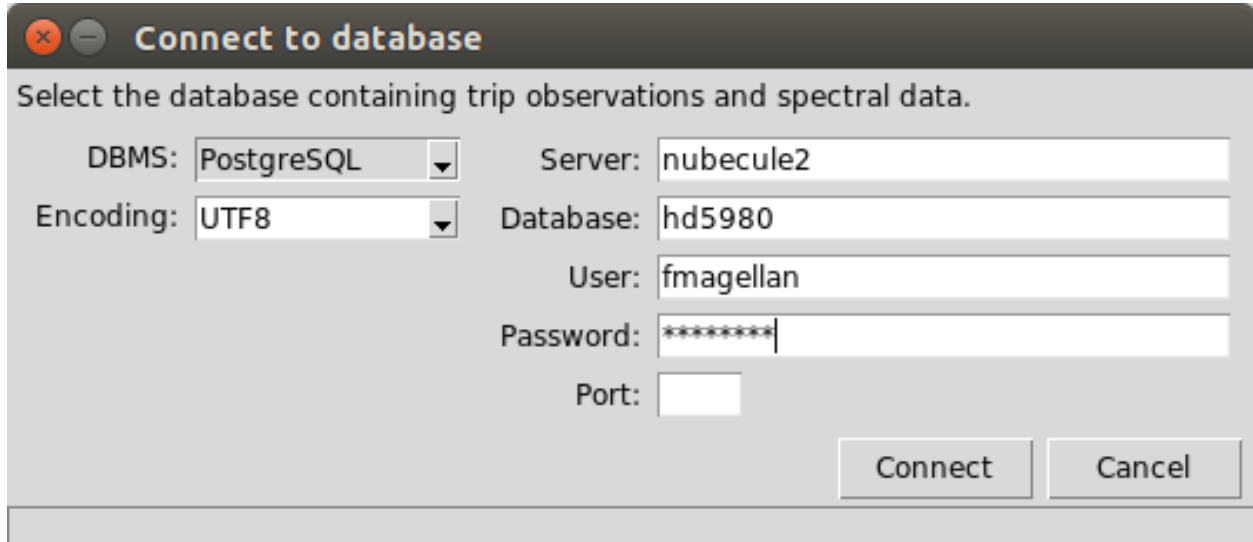 Connect to database
Select the database containing trip observations and spectral data.
DBMS: PostgreSQL
Server: nubecule2
Encoding: UTF8
Database: hd5980
User: fmagellan
Password: ********
Port:
Connect
Cancel